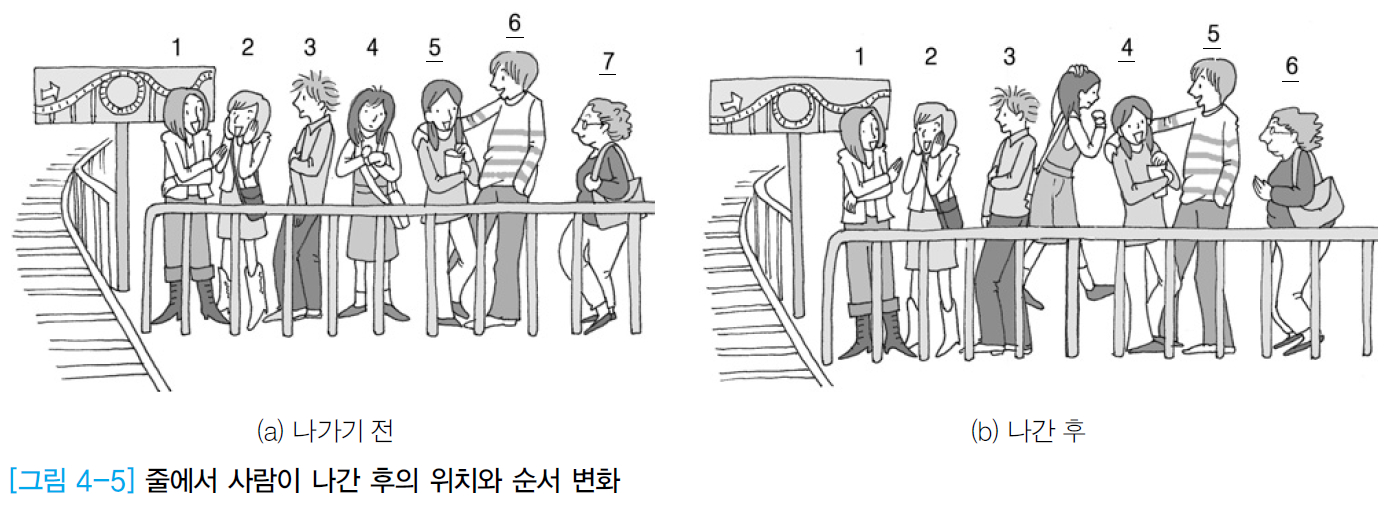 1 2 3 4 5 6 7
1 2 3 4 5 6
(a) 나가기 전
(b) 나간 후
[그림 4-5] 줄에서 사람이 나간 후의 위치와 순서 변화